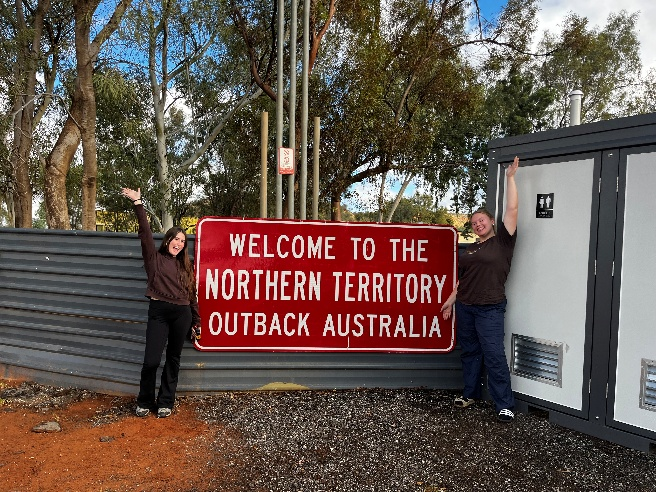 WELCOME TO THE
NORTHERN TERRITORY
OUTBACK AUSTRALIA